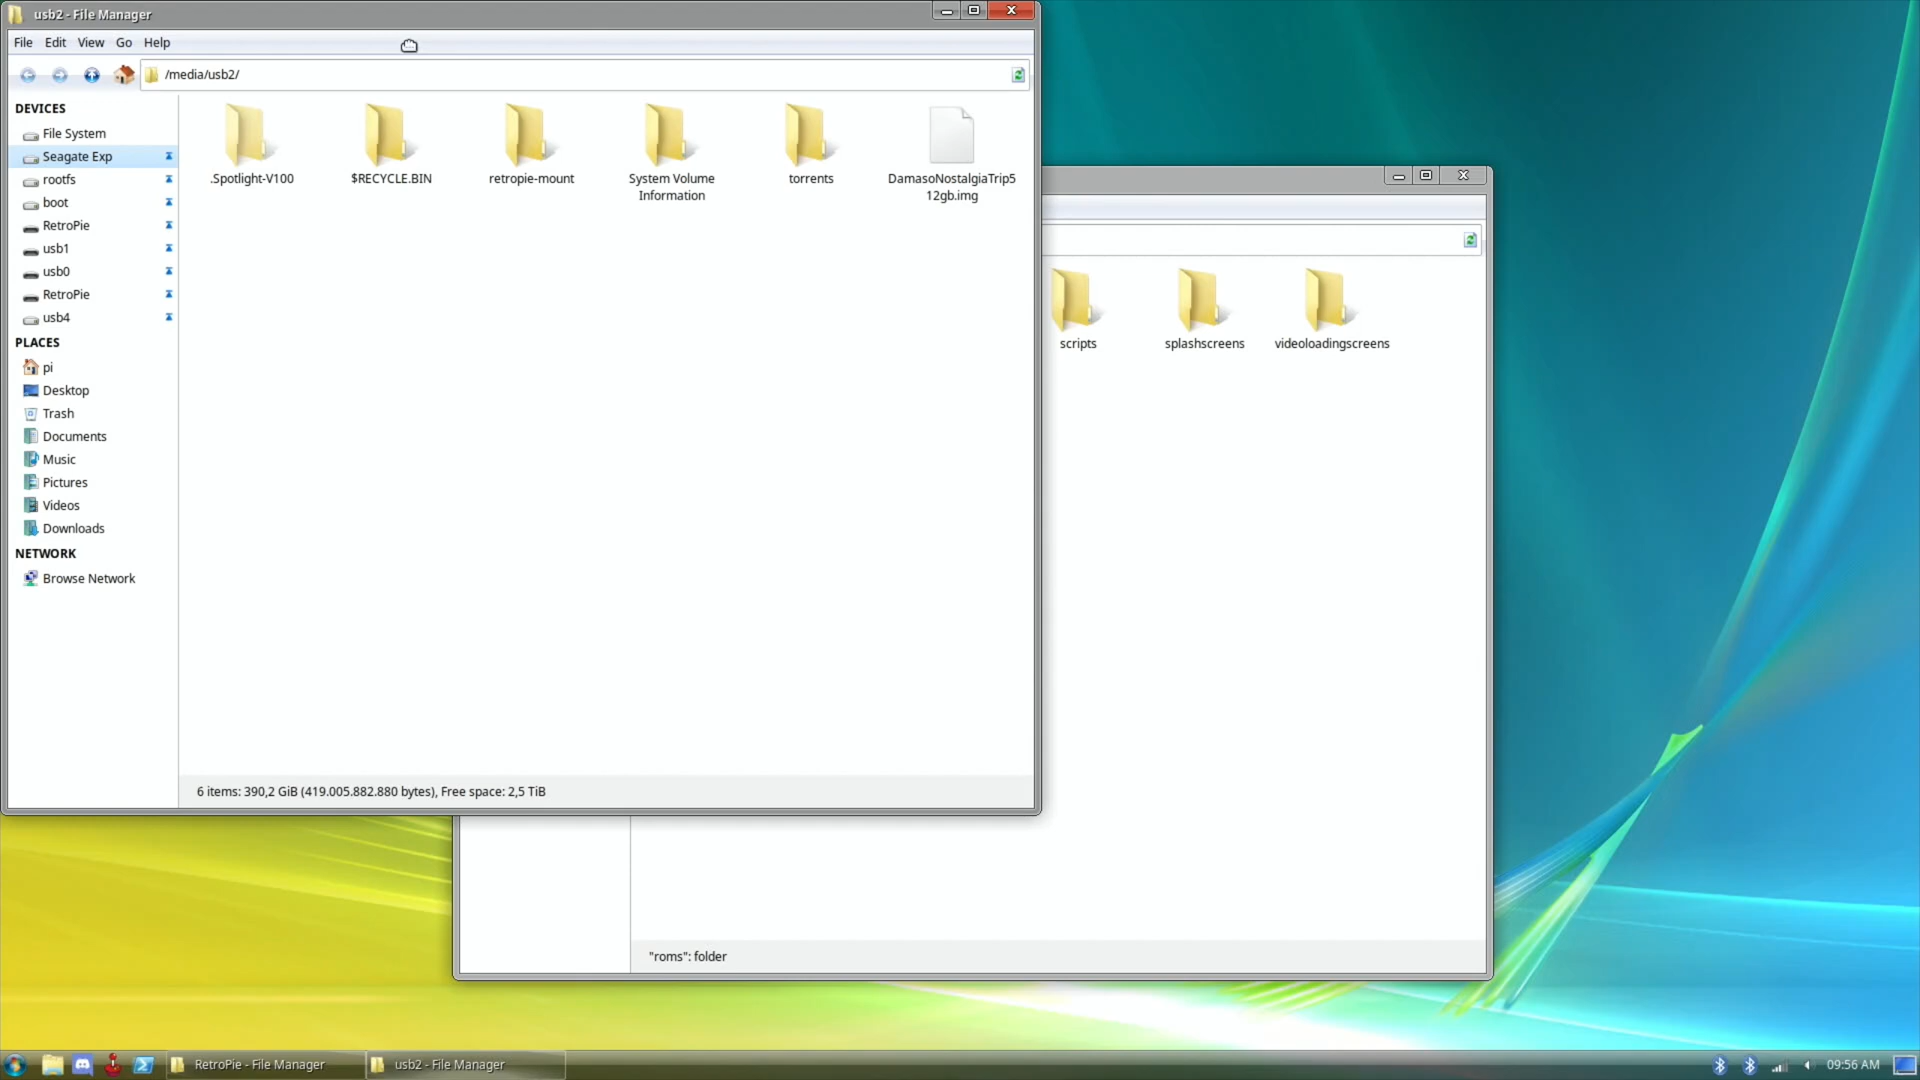 usb2 - File Manager
File Edit View Go Help
/media/usb2/
DEVICES
File System
Seagate Exp
rootfs
boot
RetroPie
usb1
usb0
RetroPie
usb4
PLACES
pi
Desktop
Trash
Documents
Music
Pictures
Videos
Downloads
NETWORK
Browse Network
.Spotlight-V100
$RECYCLE.BIN
retropie-mount
System Volume
Information
torrents
DamasoNostalgiaTrip5
12gb.img
6 items: 390,2 GiB (419.005.882.880 bytes), Free space: 2,5 TiB
scripts
splashscreens
videoloadingscreens
"roms": folder
RetroPie - File Manager
usb2 - File Manager
09:56 AM